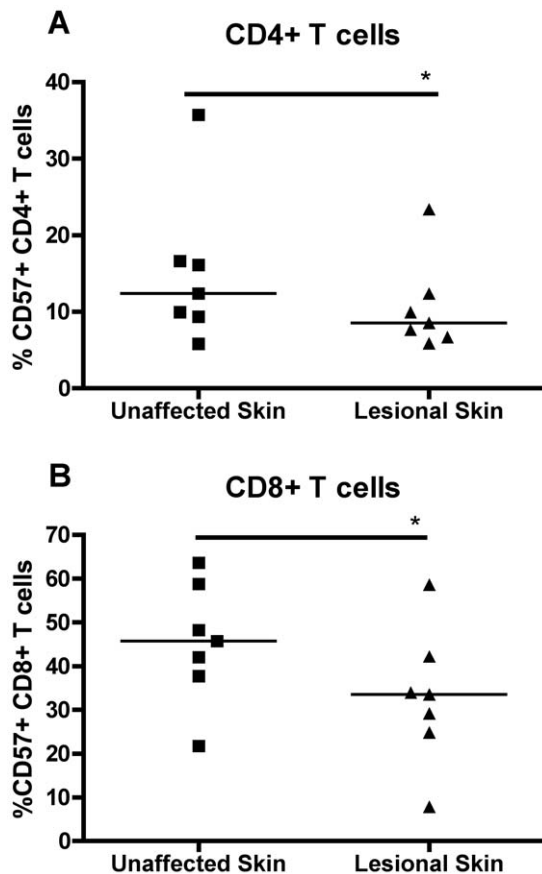 A
CD4+ T cells
*
% CD57+ CD4+ T cells
40
30
20
10
0
Unaffected Skin
Lesional Skin
B
CD8+ T cells
*
%CD57+ CD8+ T cells
70
60
50
40
30
20
10
0
Unaffected Skin
Lesional Skin